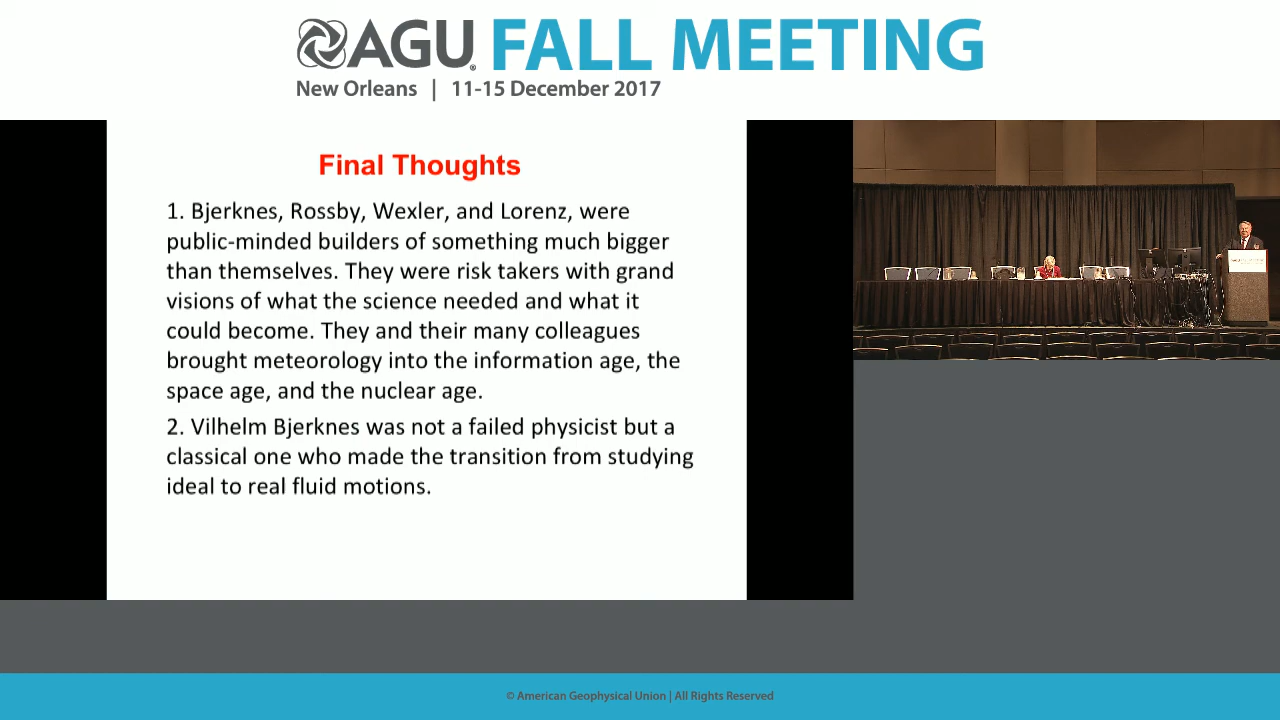 AGU FALL MEETING
New Orleans | 11-15 December 2017
Final Thoughts
1. Bjerknes, Rossby, Wexler, and Lorenz, were
public-minded builders of something much bigger
than themselves. They were risk takers with grand
visions of what the science needed and what it
could become. They and their many colleagues
brought meteorology into the information age, the
space age, and the nuclear age.
2. Vilhelm Bjerknes was not a failed physicist but a
classical one who made the transition from studying
ideal to real fluid motions.
© American Geophysical Union | All Rights Reserved